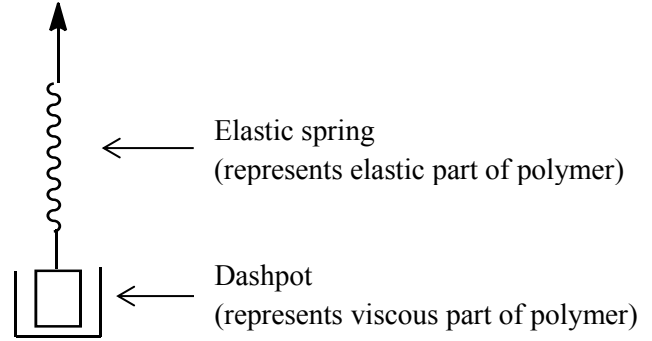 Elastic spring
(represents elastic part of polymer)
Dashpot
(represents viscous part of polymer)